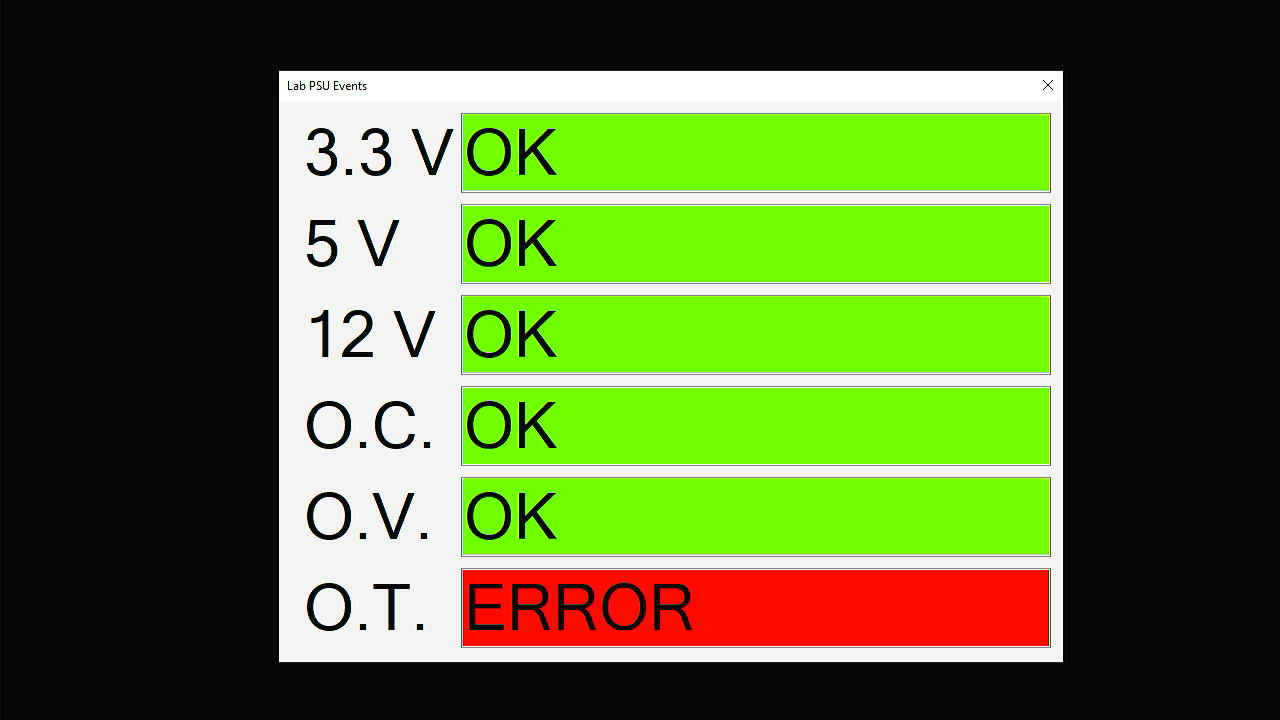 Lab PSU Events
3.3 V OK
5 V OK
12 V OK
O.C. OK
O.V. OK
O.T. ERROR